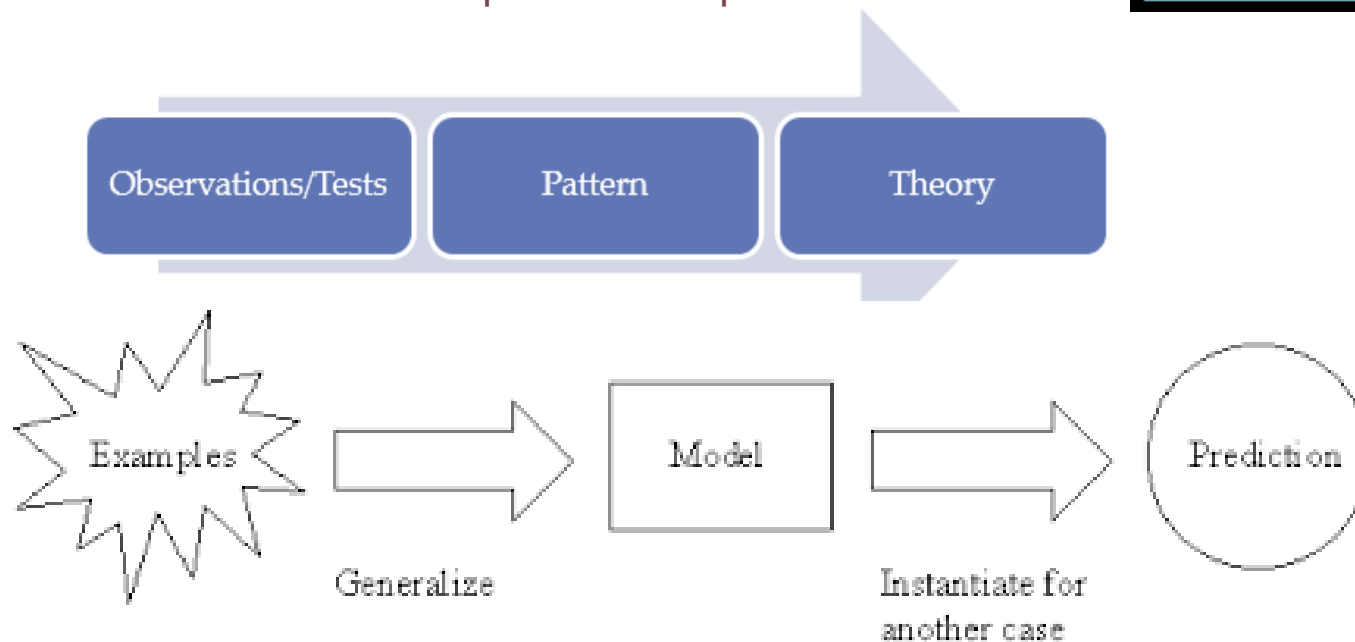 Observations/Tests
Pattern
Theory
Examples
Model
Prediction
Generalize
Instantiate for
another case